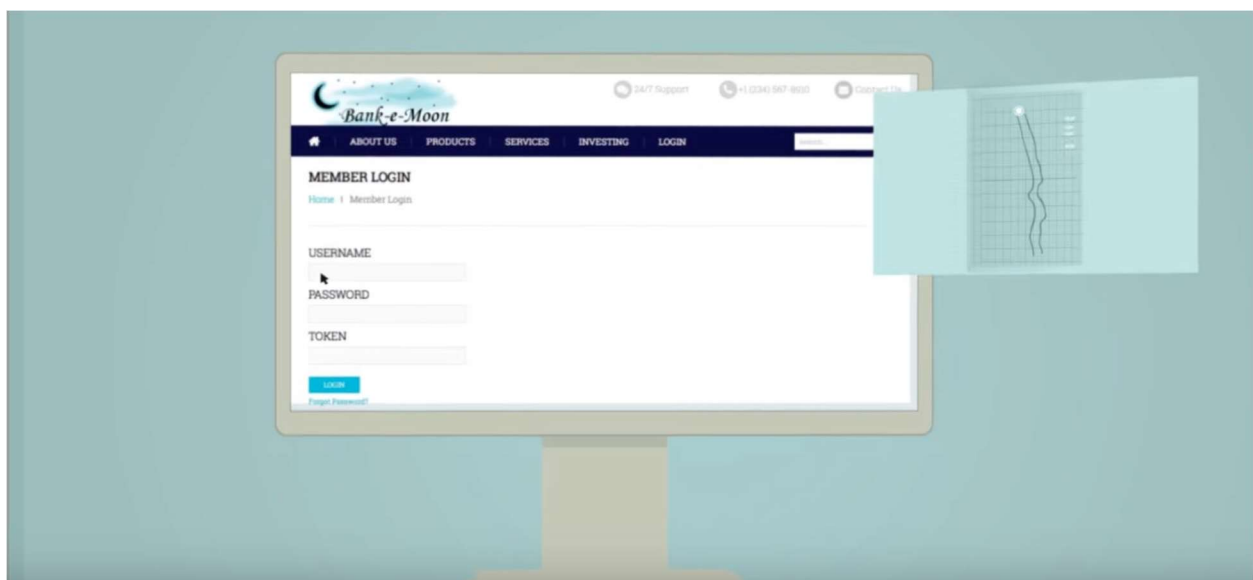 Bank-e-Moon
24/7 Support
Contact Us
ABOUT US
PRODUCTS
SERVICES
INVESTING
LOGIN
MEMBER LOGIN
Home | Member Login
USERNAME
PASSWORD
TOKEN
LOGIN
Forgot Password?